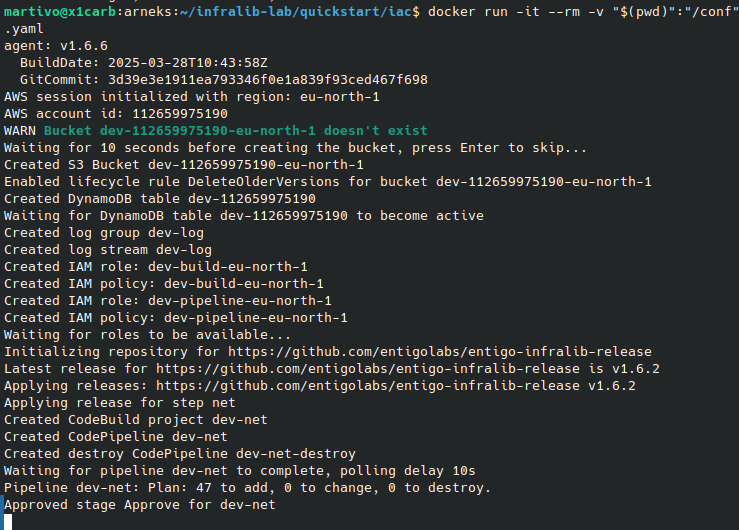 martivo@x1carb:arneks:~/infralib-lab/quickstart/iac$ docker run -it --rm -v "$(pwd)":"/conf"
.yaml
agent: v1.6.6
  BuildDate: 2025-03-28T10:43:58Z
  GitCommit: 3d39e3e1911ea793346f0e1a839f93ced467f698
AWS session initialized with region: eu-north-1
AWS account id: 112659975190
WARN Bucket dev-112659975190-eu-north-1 doesn't exist
Waiting for 10 seconds before creating the bucket, press Enter to skip...
Created S3 Bucket dev-112659975190-eu-north-1
Enabled lifecycle rule DeleteOlderVersions for bucket dev-112659975190-eu-north-1
Created DynamoDB table dev-112659975190
Waiting for DynamoDB table dev-112659975190 to become active
Created log group dev-log
Created log stream dev-log
Created IAM role: dev-build-eu-north-1
Created IAM policy: dev-build-eu-north-1
Created IAM role: dev-pipeline-eu-north-1
Created IAM policy: dev-pipeline-eu-north-1
Waiting for roles to be available...
Initializing repository for https://github.com/entigolabs/entigo-infralib-release
Latest release for https://github.com/entigolabs/entigo-infralib-release is v1.6.2
Applying releases: https://github.com/entigolabs/entigo-infralib-release v1.6.2
Applying release for step net
Created CodeBuild project dev-net
Created CodePipeline dev-net
Created destroy CodePipeline dev-net-destroy
Waiting for pipeline dev-net to complete, polling delay 10s
Pipeline dev-net: Plan: 47 to add, 0 to change, 0 to destroy.
Approved stage Approve for dev-net